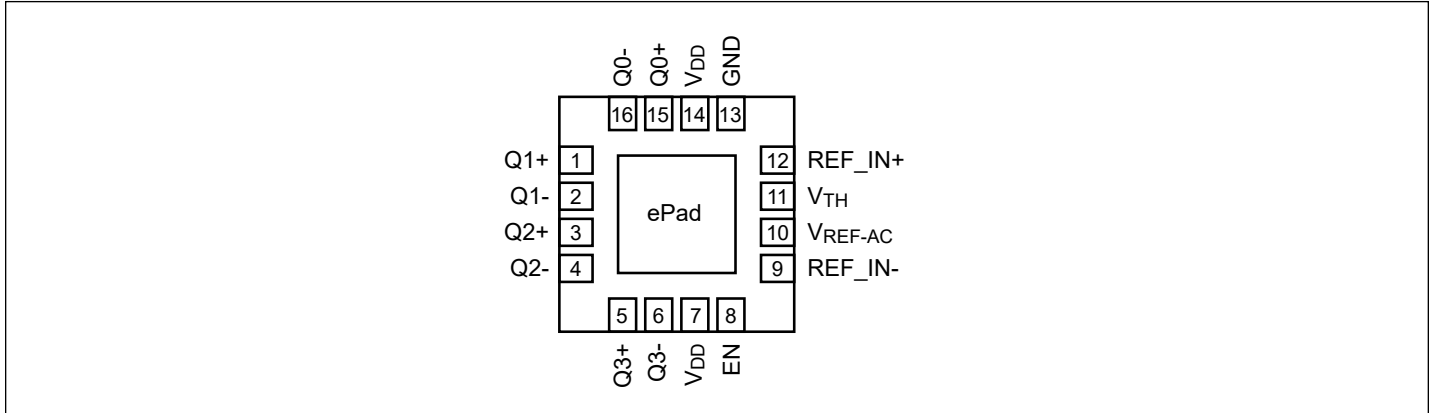 Q0-
Q0+
VDD
GND
16
15
14
13
Q1+ 1
12 REF_IN+
Q1- 2
11 VTH
ePad
Q2+ 3
10 VREF-AC
Q2- 4
9 REF_IN-
5
6
7
8
Q3+
Q3-
VDD
EN